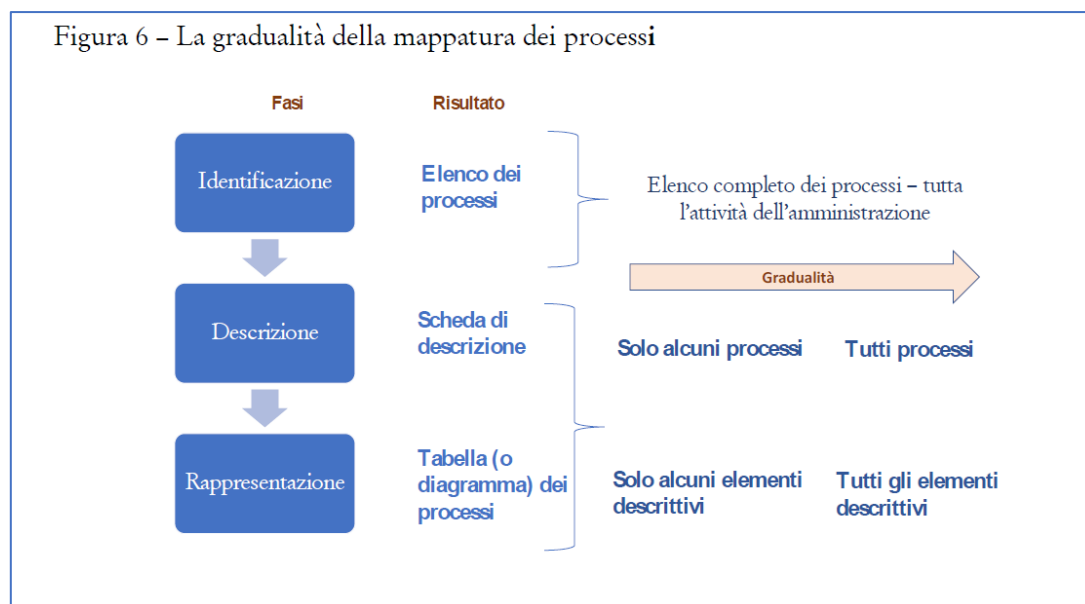 Figura 6 – La gradualità della mappatura dei processi
Fasi
Risultato
Identificazione
Elenco dei
processi
Elenco completo dei processi – tutta
l'attività dell'amministrazione
Gradualità
Descrizione
Scheda di
descrizione
Solo alcuni processi
Tutti processi
Rappresentazione
Tabella (o
diagramma) dei
processi
Solo alcuni elementi
descrittivi
Tutti gli elementi
descrittivi